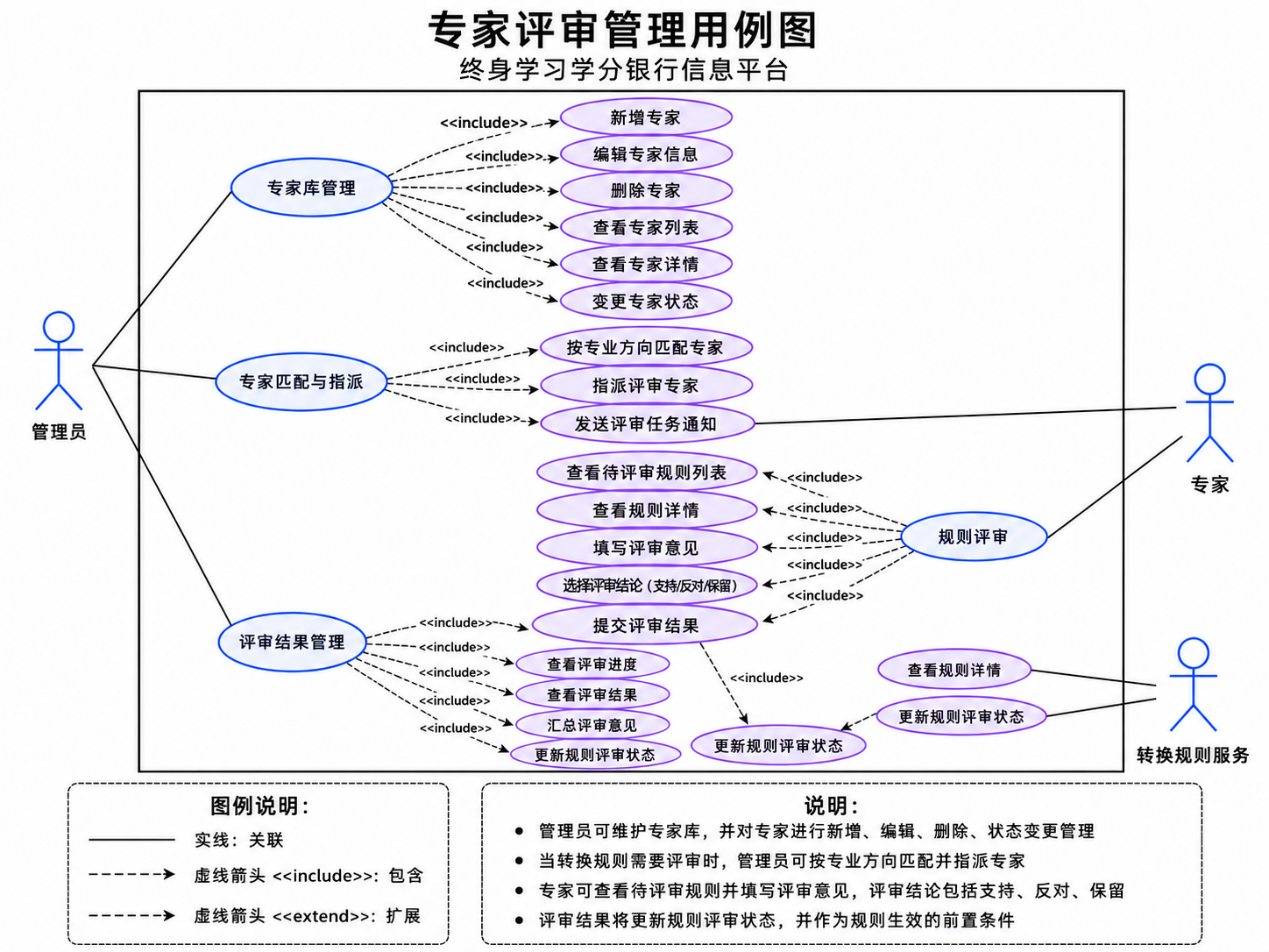 专家评审管理用例图
终身学习学分银行信息平台
<<include>>
新增专家
<<include>>
编辑专家信息
专家库管理
<<include>>
删除专家
<<include>>
查看专家列表
<<include>>
查看专家详情
<<include>>
变更专家状态
管理员
<<include>>
按专业方向匹配专家
专家匹配与指派
<<include>>
指派评审专家
<<include>>
发送评审任务通知
专家
查看待评审规则列表
<<include>>
查看规则详情
<<include>>
规则评审
填写评审意见
<<include>>
选择评审结论（支持/反对/保留）
<<include>>
提交评审结果
<<include>>
评审结果管理
<<include>>
<<include>>
查看评审进度
<<include>>
查看评审结果
<<include>>
汇总评审意见
<<include>>
更新规则评审状态
<<include>>
更新规则评审状态
查看规则详情
更新规则评审状态
转换规则服务
图例说明：
实线：关联
虚线箭头 <<include>>：包含
虚线箭头 <<extend>>：扩展
说明：
• 管理员可维护专家库，并对专家进行新增、编辑、删除、状态变更管理
• 当转换规则需要评审时，管理员可按专业方向匹配并指派专家
• 专家可查看待评审规则并填写评审意见，评审结论包括支持、反对、保留
• 评审结果将更新规则评审状态，并作为规则生效的前置条件